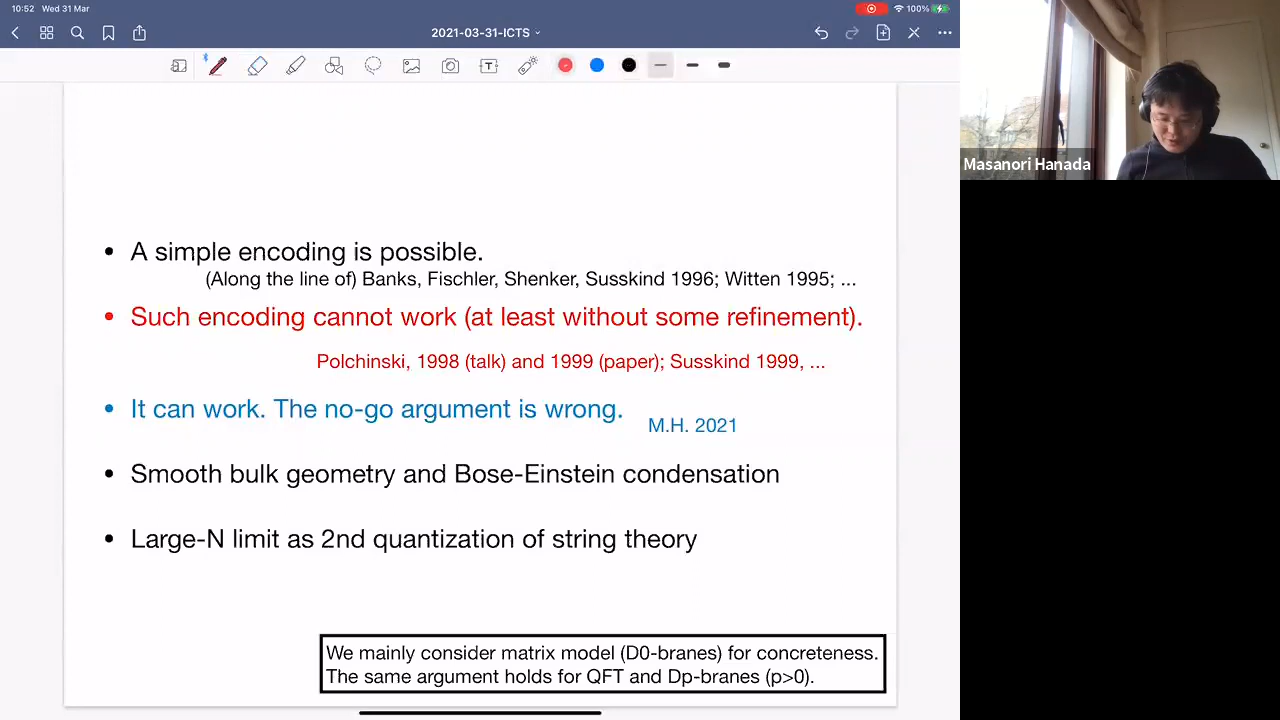 10:52 Wed 31 Mar
100%
2021-03-31-ICTS
T
Masanori Hanada
• A simple encoding is possible.
(Along the line of) Banks, Fischler, Shenker, Susskind 1996; Witten 1995; ...
• Such encoding cannot work (at least without some refinement).
Polchinski, 1998 (talk) and 1999 (paper); Susskind 1999, ...
• It can work. The no-go argument is wrong.
M.H. 2021
• Smooth bulk geometry and Bose-Einstein condensation
• Large-N limit as 2nd quantization of string theory
We mainly consider matrix model (D0-branes) for concreteness.
The same argument holds for QFT and Dp-branes (p>0).